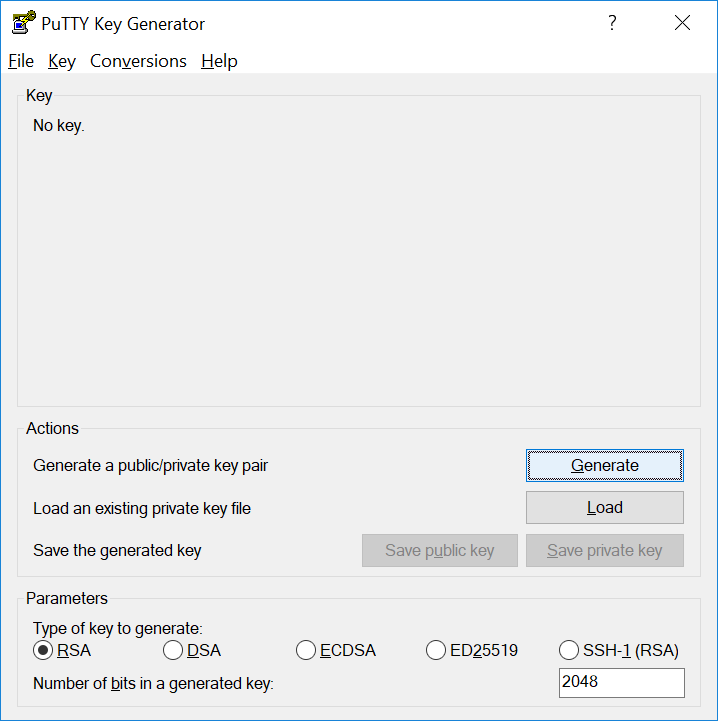 PuTTY Key Generator ?
File Key Conversions Help
Key
No key.
Actions
Generate a public/private key pair Generate
Load an existing private key file Load
Save the generated key Save public key Save private key
Parameters
Type of key to generate:
RSA DSA ECDSA ED25519 SSH-1 (RSA)
Number of bits in a generated key: 2048